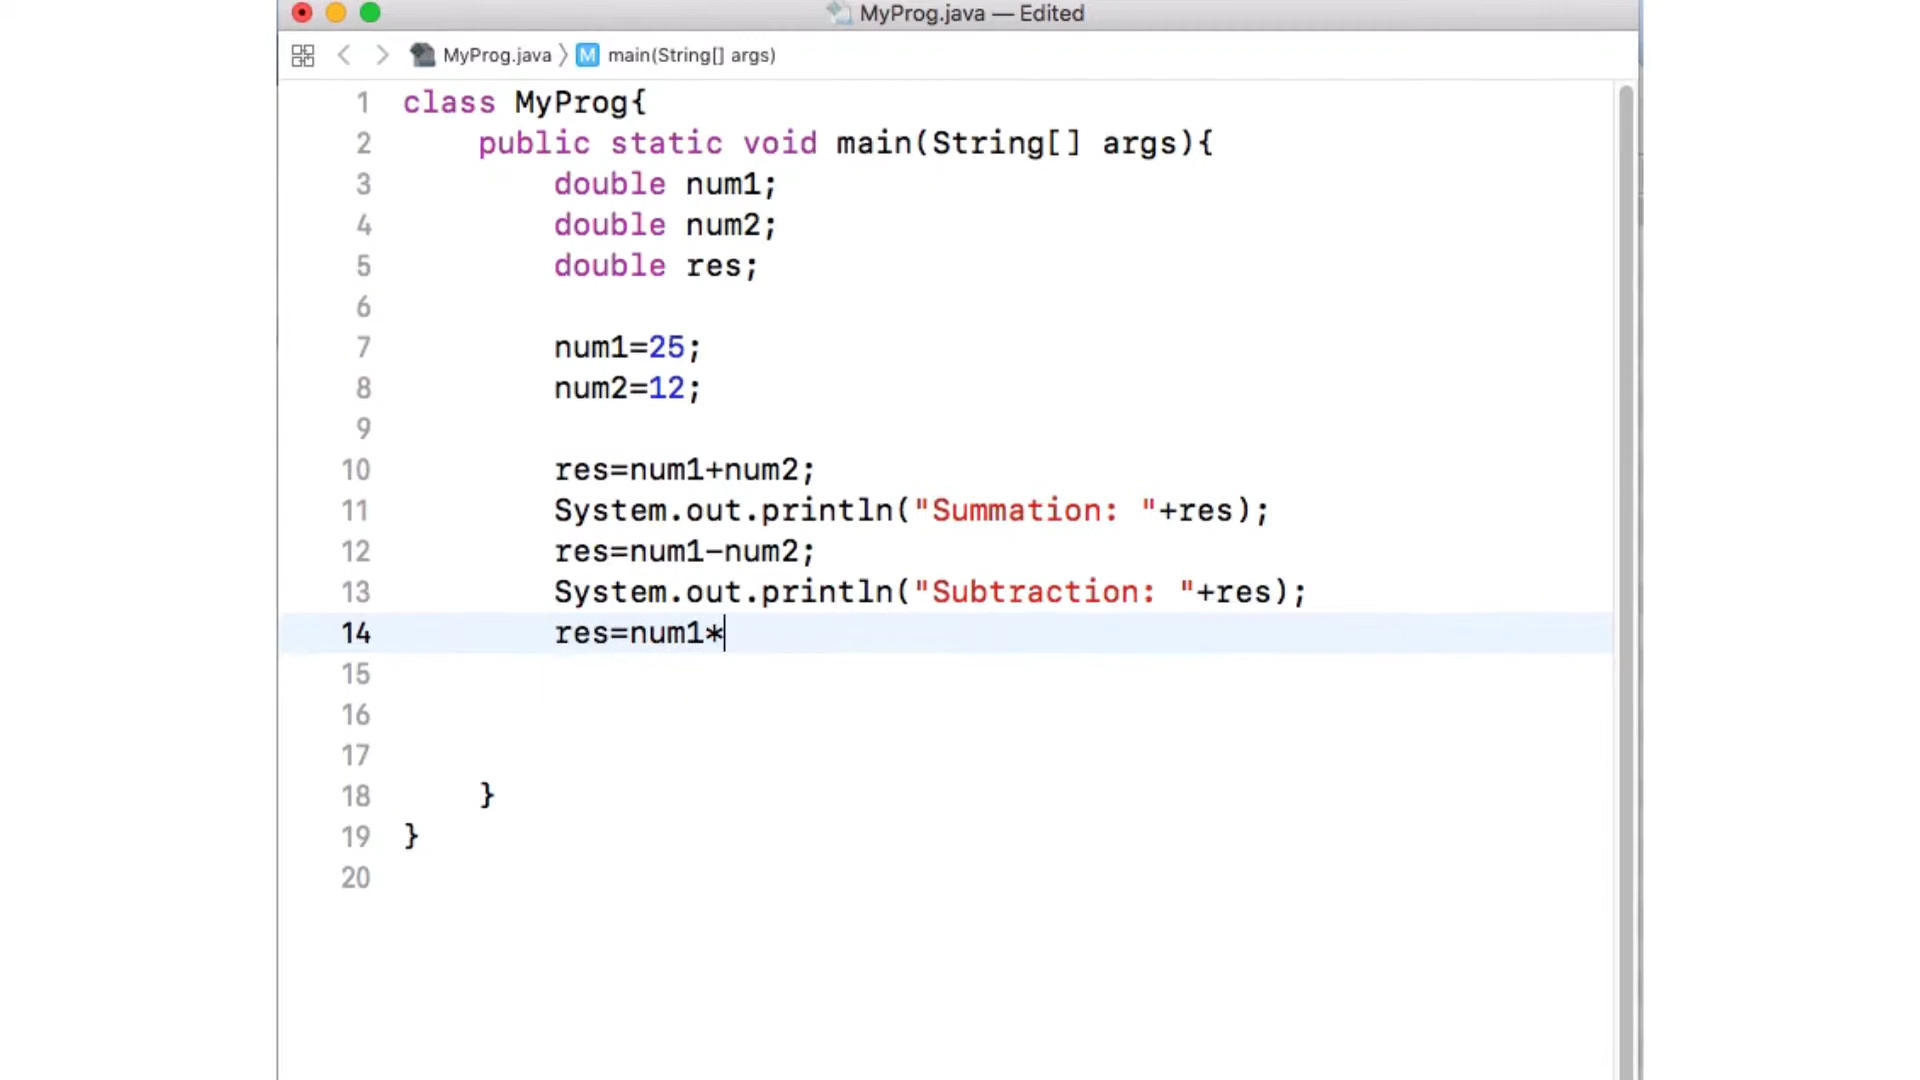 MyProg.java — Edited
MyProg.java 〉 M main(String[] args)
1 class MyProg{
2 public static void main(String[] args){
3 double num1;
4 double num2;
5 double res;
6
7 num1=25;
8 num2=12;
9
10 res=num1+num2;
11 System.out.println("Summation: "+res);
12 res=num1-num2;
13 System.out.println("Subtraction: "+res);
14 res=num1*
15
16
17
18 }
19 }
20